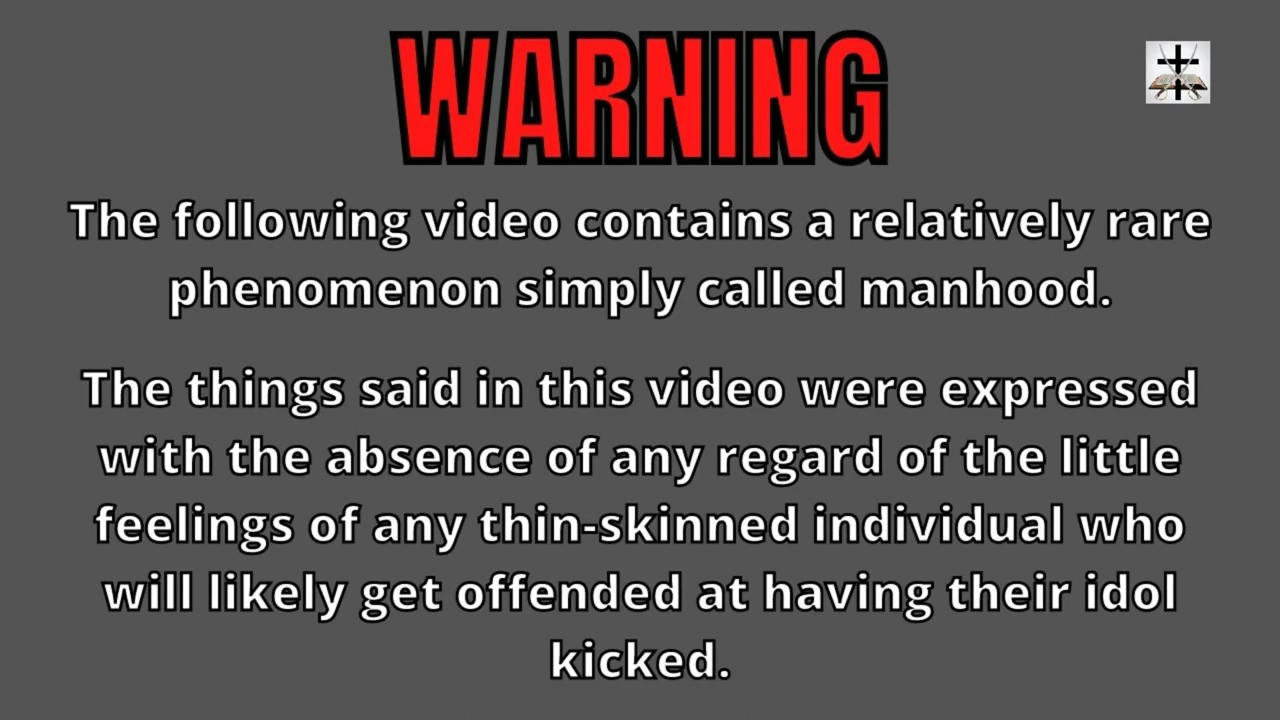 WARNING
The following video contains a relatively rare
phenomenon simply called manhood.
The things said in this video were expressed
with the absence of any regard of the little
feelings of any thin-skinned individual who
will likely get offended at having their idol
kicked.